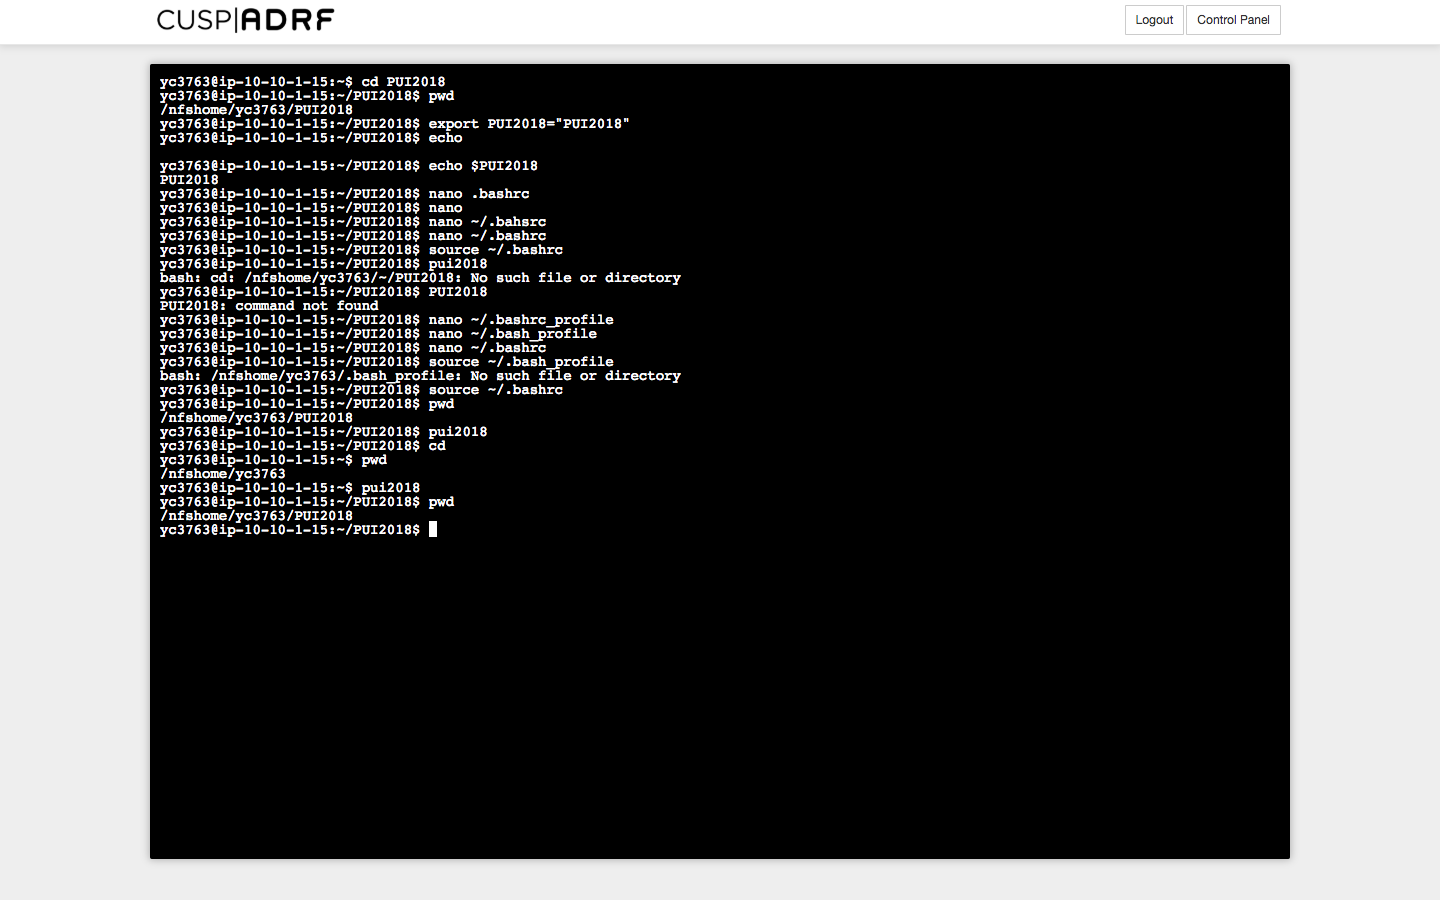 CUSP|ADRF
Logout
Control Panel
yc3763@ip-10-10-1-15:~$ cd PUI2018
yc3763@ip-10-10-1-15:~/PUI2018$ pwd
/nfshome/yc3763/PUI2018
yc3763@ip-10-10-1-15:~/PUI2018$ export PUI2018="PUI2018"
yc3763@ip-10-10-1-15:~/PUI2018$ echo
yc3763@ip-10-10-1-15:~/PUI2018$ echo $PUI2018
PUI2018
yc3763@ip-10-10-1-15:~/PUI2018$ nano .bashrc
yc3763@ip-10-10-1-15:~/PUI2018$ nano
yc3763@ip-10-10-1-15:~/PUI2018$ nano ~/.bahsrc
yc3763@ip-10-10-1-15:~/PUI2018$ nano ~/.bashrc
yc3763@ip-10-10-1-15:~/PUI2018$ source ~/.bashrc
yc3763@ip-10-10-1-15:~/PUI2018$ pui2018
bash: cd: /nfshome/yc3763/~/PUI2018: No such file or directory
yc3763@ip-10-10-1-15:~/PUI2018$ PUI2018
PUI2018: command not found
yc3763@ip-10-10-1-15:~/PUI2018$ nano ~/.bashrc_profile
yc3763@ip-10-10-1-15:~/PUI2018$ nano ~/.bash_profile
yc3763@ip-10-10-1-15:~/PUI2018$ nano ~/.bashrc
yc3763@ip-10-10-1-15:~/PUI2018$ source ~/.bash_profile
bash: /nfshome/yc3763/.bash_profile: No such file or directory
yc3763@ip-10-10-1-15:~/PUI2018$ source ~/.bashrc
yc3763@ip-10-10-1-15:~/PUI2018$ pwd
/nfshome/yc3763/PUI2018
yc3763@ip-10-10-1-15:~/PUI2018$ pui2018
yc3763@ip-10-10-1-15:~/PUI2018$ cd
yc3763@ip-10-10-1-15:~$ pwd
/nfshome/yc3763
yc3763@ip-10-10-1-15:~$ pui2018
yc3763@ip-10-10-1-15:~/PUI2018$ pwd
/nfshome/yc3763/PUI2018
yc3763@ip-10-10-1-15:~/PUI2018$